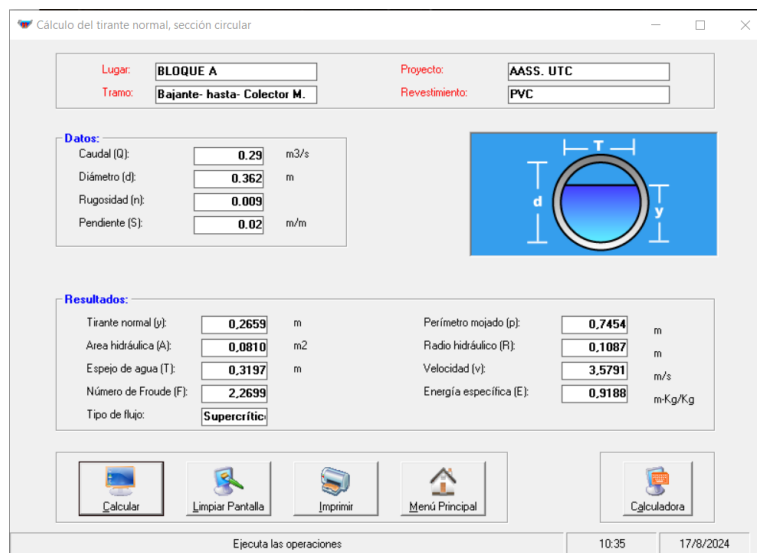 Cálculo del tirante normal, sección circular
Lugar: BLOQUE A Proyecto: AASS. UTC
Tramo: Bajante- hasta- Colector M. Revestimiento: PVC
Datos:
Caudal (Q): 0.29 m3/s
Diámetro (d): 0.362 m
Rugosidad (n): 0.009
Pendiente (S): 0.02 m/m
T
d
y
Resultados:
Tirante normal (y): 0,2659 m Perímetro mojado (p): 0,7454 m
Area hidráulica (A): 0,0810 m2 Radio hidráulico (R): 0,1087 m
Espejo de agua (T): 0,3197 m Velocidad (v): 3,5791 m/s
Número de Froude (F): 2,2699 Energía específica (E): 0,9188 m-Kg/Kg
Tipo de flujo: Supercrític
Calcular Limpiar Pantalla Imprimir Menú Principal Calculadora
Ejecuta las operaciones 10:35 17/8/2024